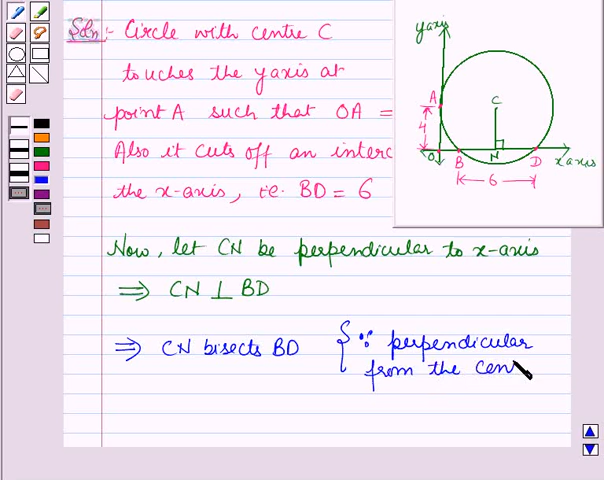 Soln :- Circle with centre C
touches the y axis at
point A such that OA =
Also it cuts off an interc
the x-axis, i.e. BD = 6
Now, let CN be perpendicular to x-axis
⇒ CN ⊥ BD
⇒ CN bisects BD { ∵ perpendicular
from the cen
y axis
A
C
4
O
B
N
D
x axis
6